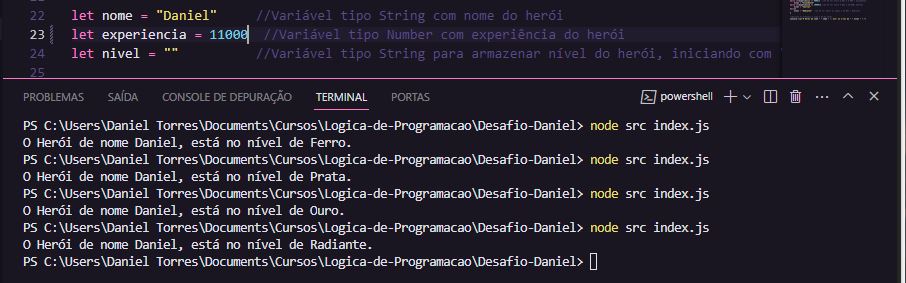 22 let nome = "Daniel" //Variável tipo String com nome do herói
23 let experiencia = 11000 //Variável tipo Number com experiência do herói
24 let nivel = "" //Variável tipo String para armazenar nível do herói, iniciando com
25
PROBLEMAS SAÍDA CONSOLE DE DEPURAÇÃO TERMINAL PORTAS powershell
PS C:\Users\Daniel Torres\Documents\Cursos\Logica-de-Programacao\Desafio-Daniel> node src index.js
O Herói de nome Daniel, está no nível de Ferro.
PS C:\Users\Daniel Torres\Documents\Cursos\Logica-de-Programacao\Desafio-Daniel> node src index.js
O Herói de nome Daniel, está no nível de Prata.
PS C:\Users\Daniel Torres\Documents\Cursos\Logica-de-Programacao\Desafio-Daniel> node src index.js
O Herói de nome Daniel, está no nível de Ouro.
PS C:\Users\Daniel Torres\Documents\Cursos\Logica-de-Programacao\Desafio-Daniel> node src index.js
O Herói de nome Daniel, está no nível de Radiante.
PS C:\Users\Daniel Torres\Documents\Cursos\Logica-de-Programacao\Desafio-Daniel>